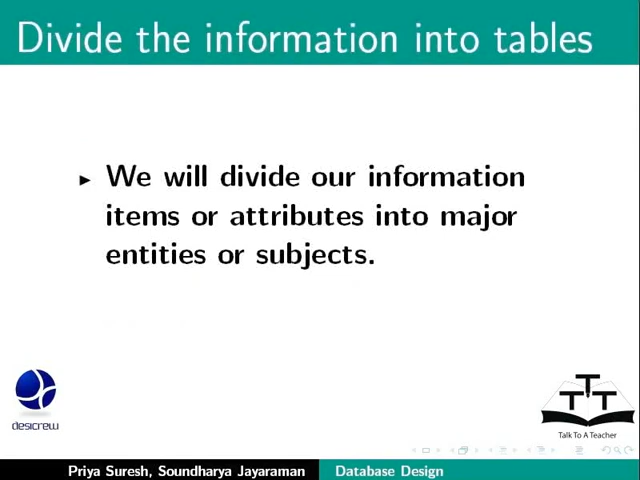 Divide the information into tables
We will divide our information
items or attributes into major
entities or subjects.
desicrew
TTT
Talk To A Teacher
Priya Suresh, Soundharya Jayaraman
Database Design